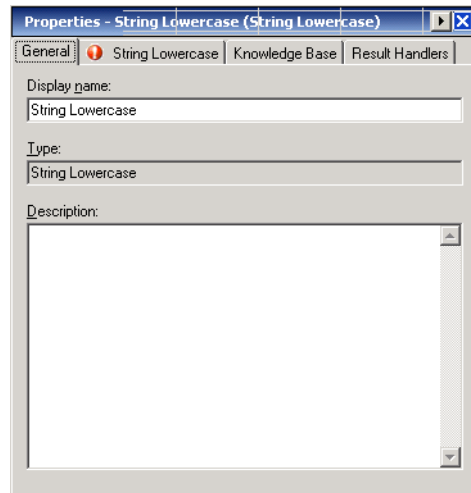 Properties - String Lowercase (String Lowercase)
General String Lowercase Knowledge Base Result Handlers
Display name:
String Lowercase
Type:
String Lowercase
Description: